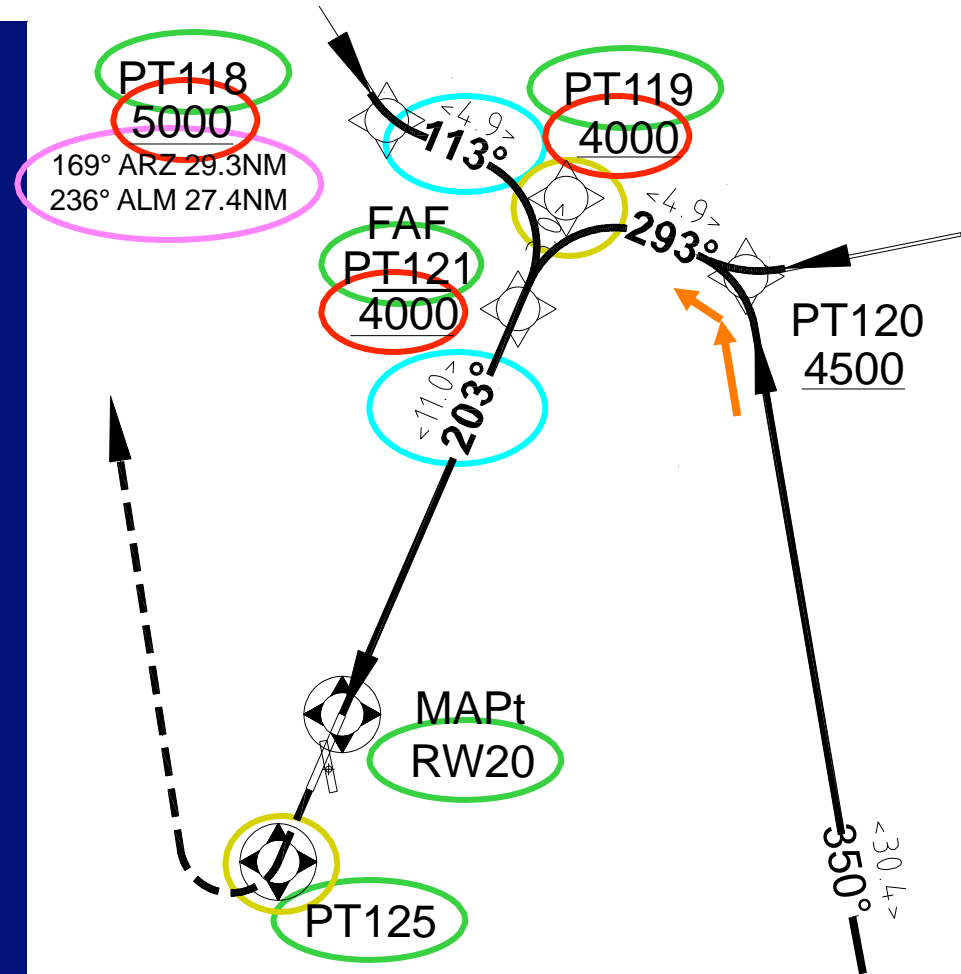 PT118
5000
169° ARZ 29.3NM
236° ALM 27.4NM
<4.9>
113°
PT119
4000
<4.9>
293°
FAF
PT121
4000
PT120
4500
<11.0>
203°
MAPt
RW20
<30.4>
350°
PT125